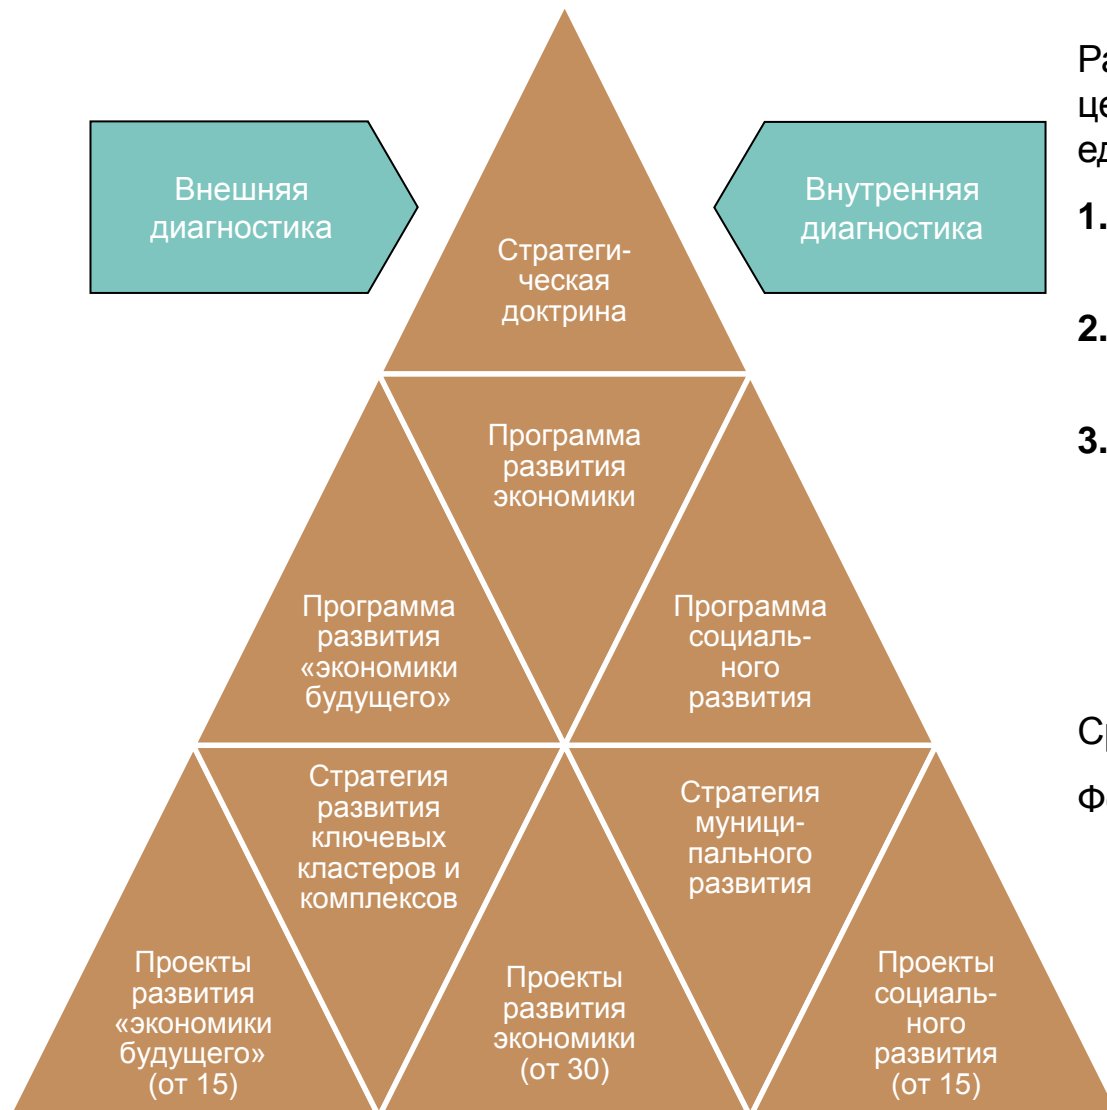 Внешняя
диагностика
Внутренняя
диагностика
Стратеги-
ческая
доктрина
Программа
развития
экономики
Программа
развития
«экономики
будущего»
Программа
социаль-
ного
развития
Стратегия
развития
ключевых
кластеров и
комплексов
Стратегия
муници-
пального
развития
Проекты
развития
«экономики
будущего»
(от 15)
Проекты
развития
экономики
(от 30)
Проекты
социаль-
ного
развития
(от 15)
1.
2.
3.